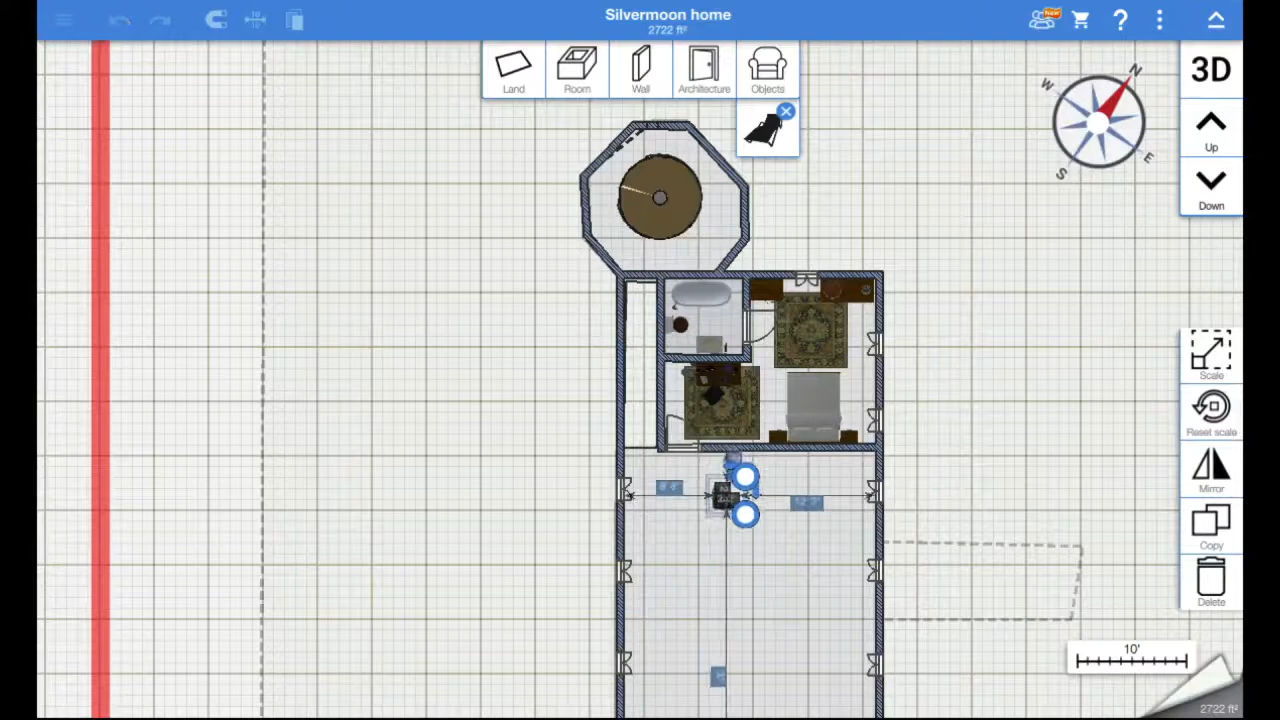 Silvermoon home
2722 ft²
New
Land
Room
Wall
Architecture
Objects
3D
N
W
E
S
Up
Down
Scale
Reset scale
Mirror
Copy
Delete
10'
2722 ft²